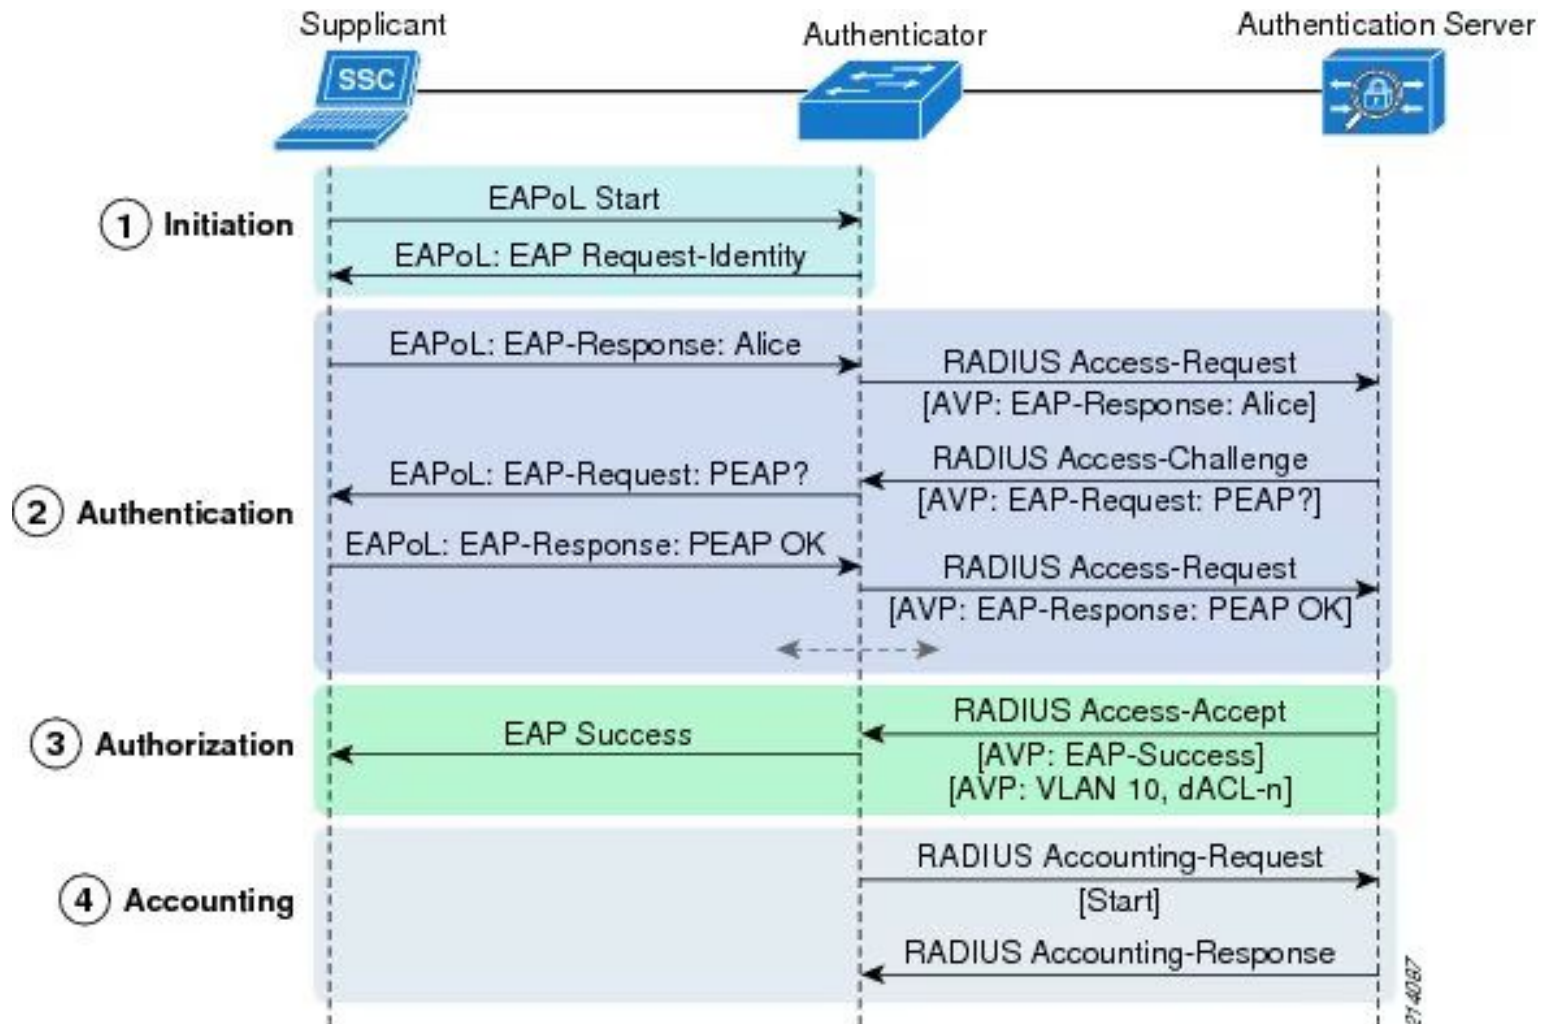 Supplicant
Authenticator
Authentication Server
SSC
1 Initiation
EAPoL Start
EAPoL: EAP Request-Identity
2 Authentication
EAPoL: EAP-Response: Alice
RADIUS Access-Request
[AVP: EAP-Response: Alice]
RADIUS Access-Challenge
EAPoL: EAP-Request: PEAP?
[AVP: EAP-Request: PEAP?]
EAPoL: EAP-Response: PEAP OK
RADIUS Access-Request
[AVP: EAP-Response: PEAP OK]
3 Authorization
RADIUS Access-Accept
EAP Success
[AVP: EAP-Success]
[AVP: VLAN 10, dACL-n]
4 Accounting
RADIUS Accounting-Request
[Start]
RADIUS Accounting-Response
214087